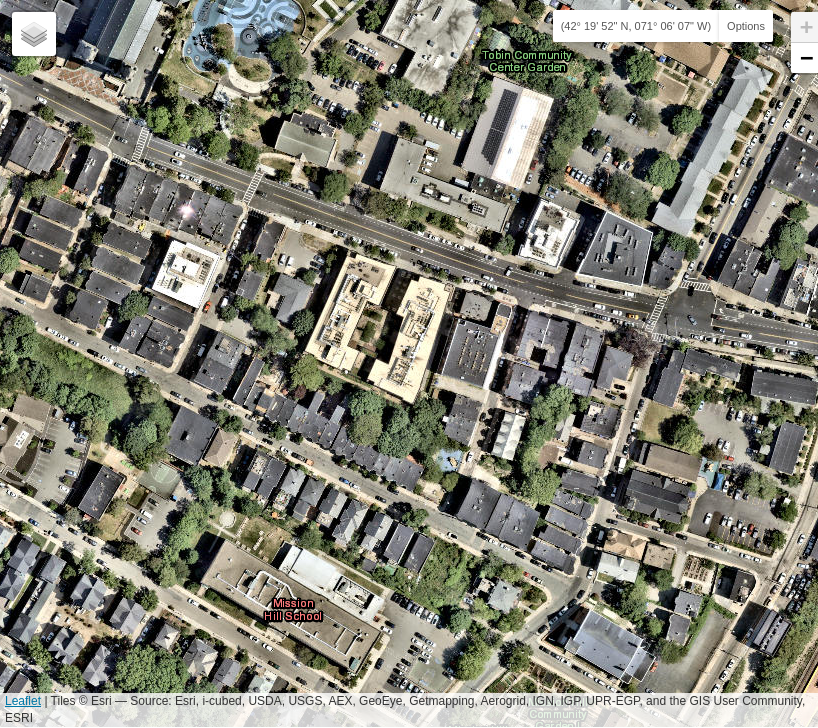 (42° 19' 52" N, 071° 06' 07" W)
Options
+
−
Tobin Community
Center Garden
Mission
Hill School
Leaflet | Tiles © Esri — Source: Esri, i-cubed, USDA, USGS, AEX, GeoEye, Getmapping, Aerogrid, IGN, IGP, UPR-EGP, and the GIS User Community,
ESRI
Community